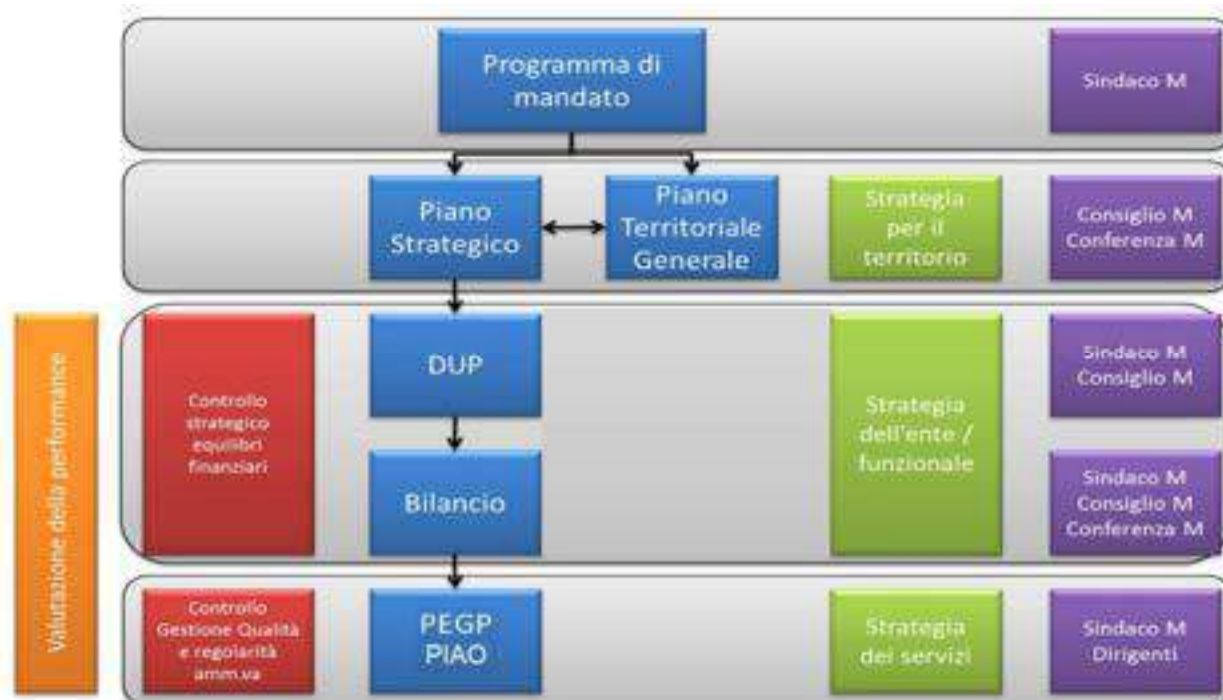 Programma di
mandato
Sindaco M
Piano
Strategico
Piano
Territoriale
Generale
Strategia
per il
territorio
Consiglio M
Conferenza M
Valutazione della performance
Controllo
strategico
equilibri
finanziari
DUP
Bilancio
Strategia
dell'ente /
funzionale
Sindaco M
Consiglio M
Sindaco M
Consiglio M
Conferenza M
Controllo
Gestione Qualità
e regolarità
amm.va
PEGP
PIAO
Strategia
dei servizi
Sindaco M
Dirigenti